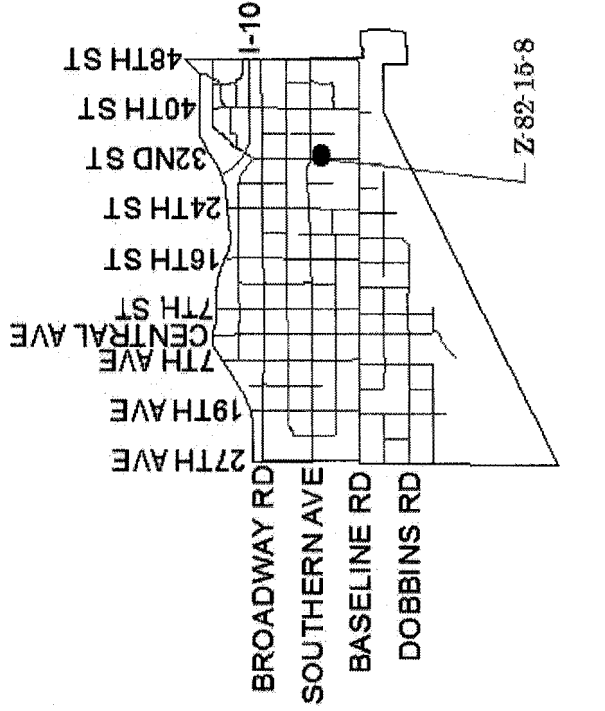 48TH ST
I-10
40TH ST
32ND ST
24TH ST
16TH ST
7TH ST
CENTRAL AVE
7TH AVE
19TH AVE
27TH AVE
BROADWAY RD
SOUTHERN AVE
BASELINE RD
DOBBINS RD
Z-82-15-8